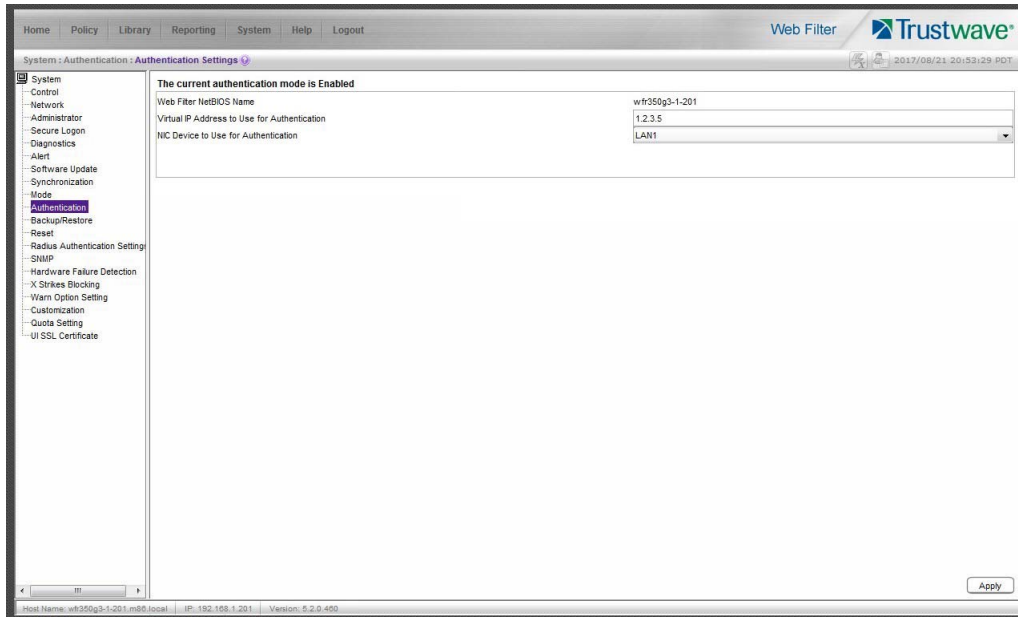 Home Policy Library Reporting System Help Logout
Web Filter
Trustwave®
System : Authentication : Authentication Settings ?
2017/08/21 20:53:29 PDT
System
Control
Network
Administrator
Secure Logon
Diagnostics
Alert
Software Update
Synchronization
Mode
Authentication
Backup/Restore
Reset
Radius Authentication Settings
SNMP
Hardware Failure Detection
X Strikes Blocking
Warn Option Setting
Customization
Quota Setting
UI SSL Certificate
The current authentication mode is Enabled
Web Filter NetBIOS Name wfr350g3-1-201
Virtual IP Address to Use for Authentication 1.2.3.5
NIC Device to Use for Authentication LAN1
Apply
Host Name: wfr350g3-1-201.m86.local IP: 192.168.1.201 Version: 5.2.0.460